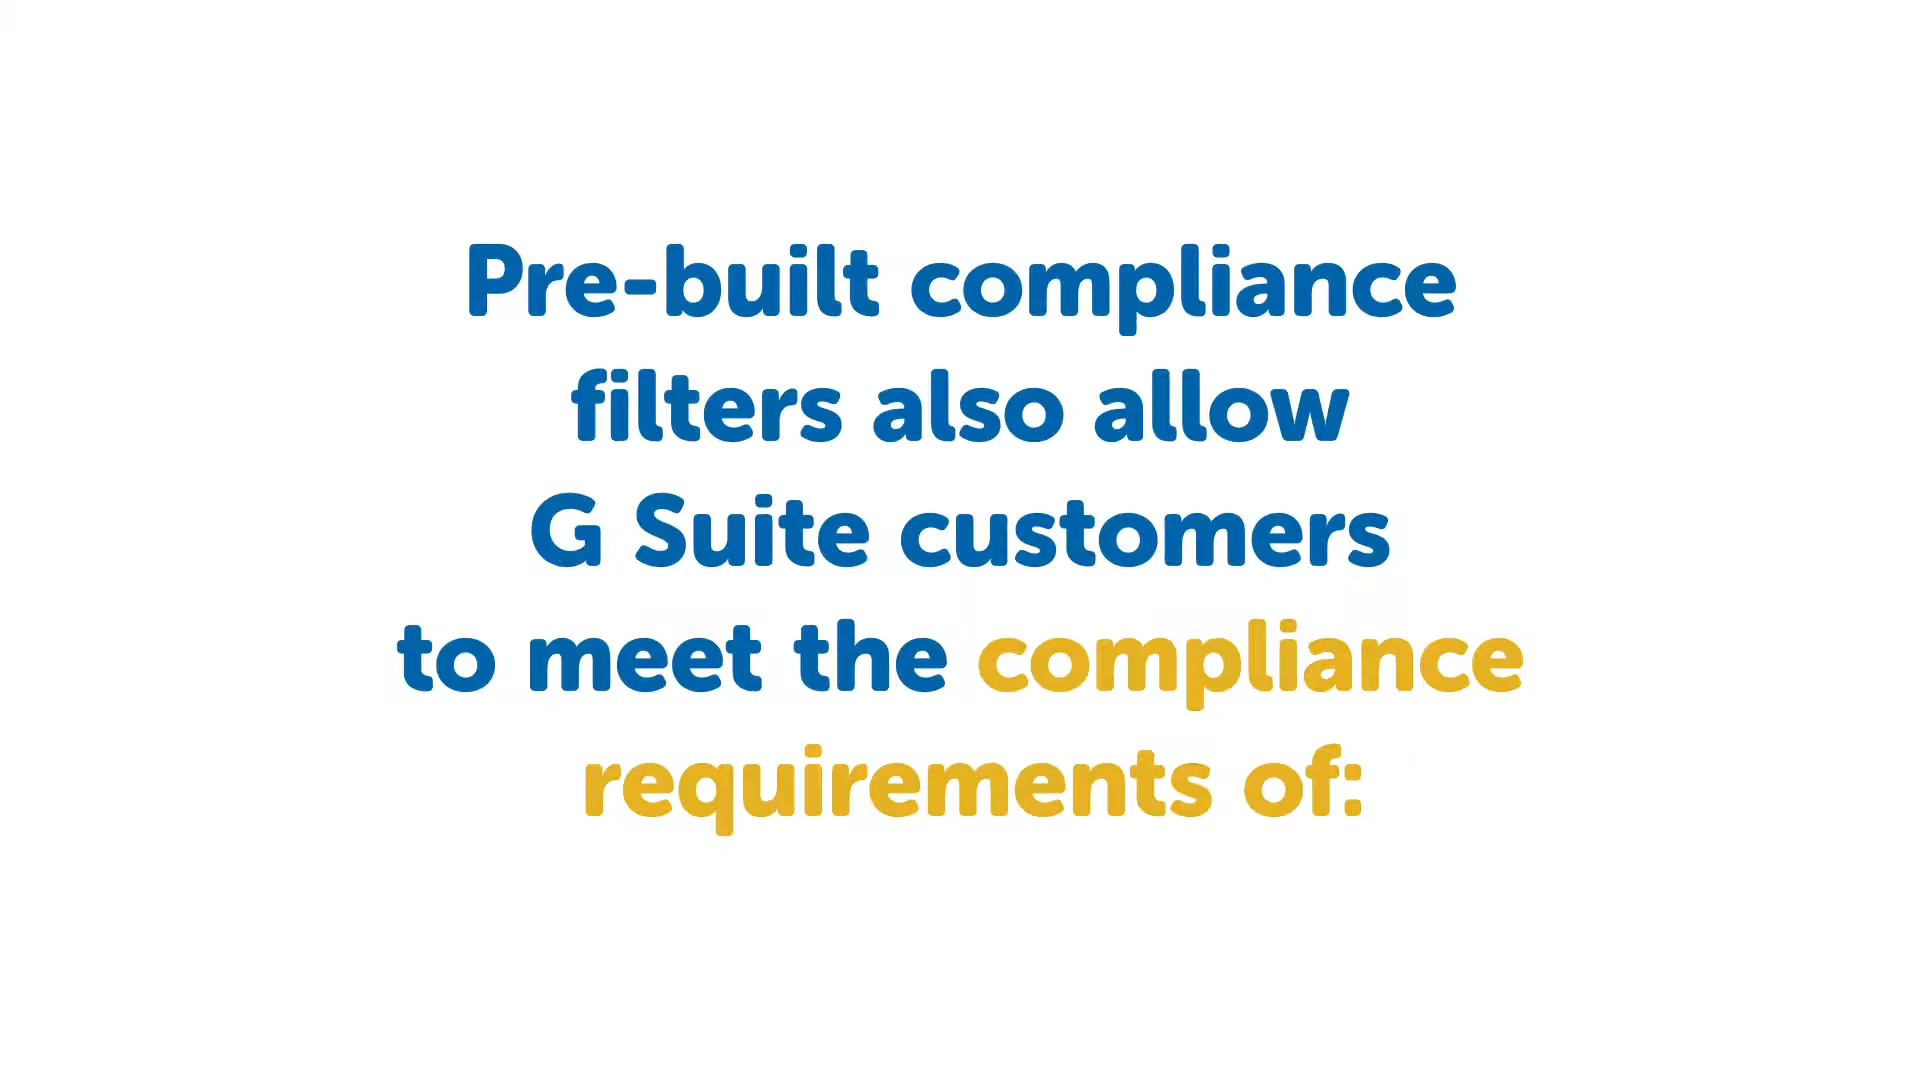 Pre-built compliance
filters also allow
G Suite customers
to meet the compliance
requirements of: